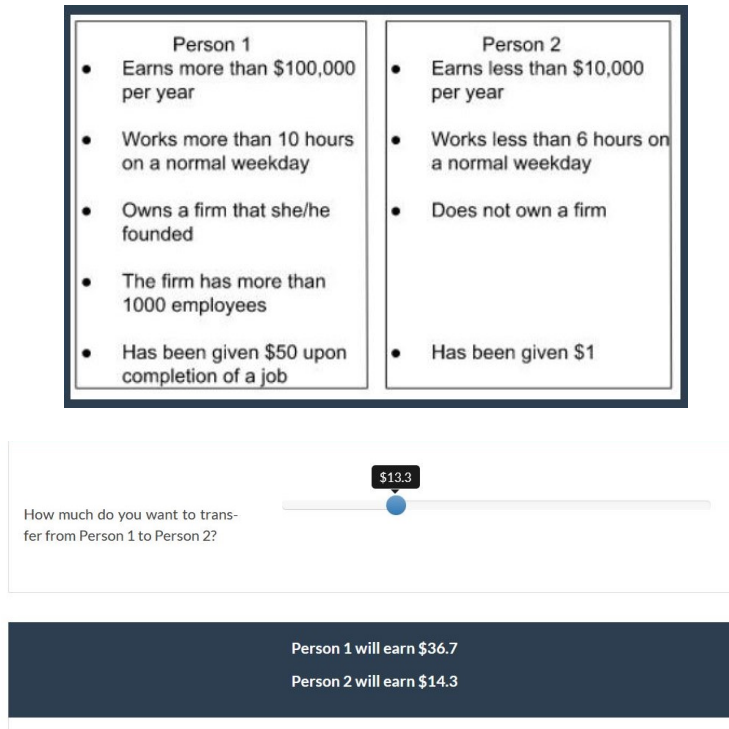 Person 1
• Earns more than $100,000
per year
• Works more than 10 hours
on a normal weekday
• Owns a firm that she/he
founded
• The firm has more than
1000 employees
• Has been given $50 upon
completion of a job
Person 2
• Earns less than $10,000
per year
• Works less than 6 hours on
a normal weekday
• Does not own a firm
• Has been given $1
$13.3
How much do you want to trans-
fer from Person 1 to Person 2?
Person 1 will earn $36.7
Person 2 will earn $14.3